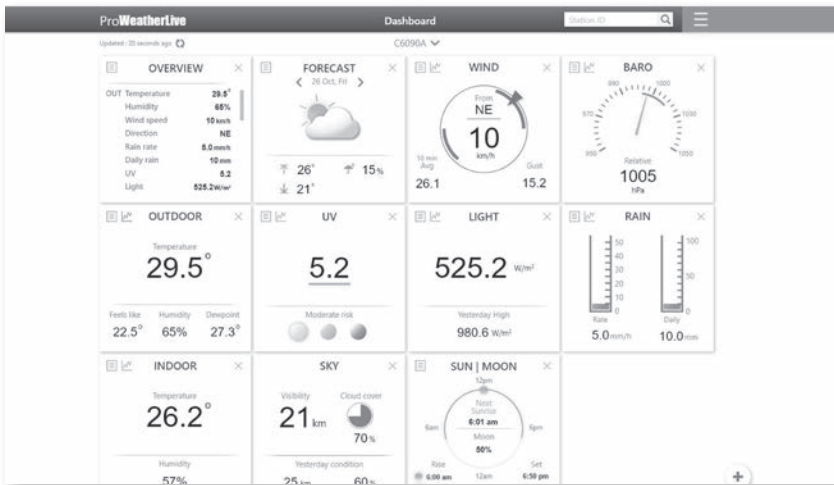 ProWeatherLive
Dashboard
Station ID
Updated : 20 seconds ago
C6090A
OVERVIEW
OUT Temperature 29.5°
Humidity 65%
Wind speed 10 km/h
Direction NE
Rain rate 5.0 mm/h
Daily rain 10 mm
UV 5.2
Light 525.2 W/m²
FORECAST
26 Oct, Fri
26° 15%
21°
WIND
From
NE
10
km/h
10 min
Avg
26.1
Gust
15.2
BARO
990 1000
970 1030
950 1050
Relative
1005
hPa
OUTDOOR
Temperature
29.5°
Feels like Humidity Dewpoint
22.5° 65% 27.3°
UV
5.2
Moderate risk
LIGHT
525.2 W/m²
Yesterday High
980.6 W/m²
RAIN
50
40
30
20
10
0
100
50
0
Rate Daily
5.0 mm/h 10.0 mm
INDOOR
Temperature
26.2°
Humidity
57%
SKY
Visibility Cloud cover
21 km
70%
Yesterday condition
25 km 60%
SUN | MOON
12pm
Next
Sunrise
6:01 am
6am 6pm
Moon
50%
Rise Set
6:00 am 12am 6:50 pm